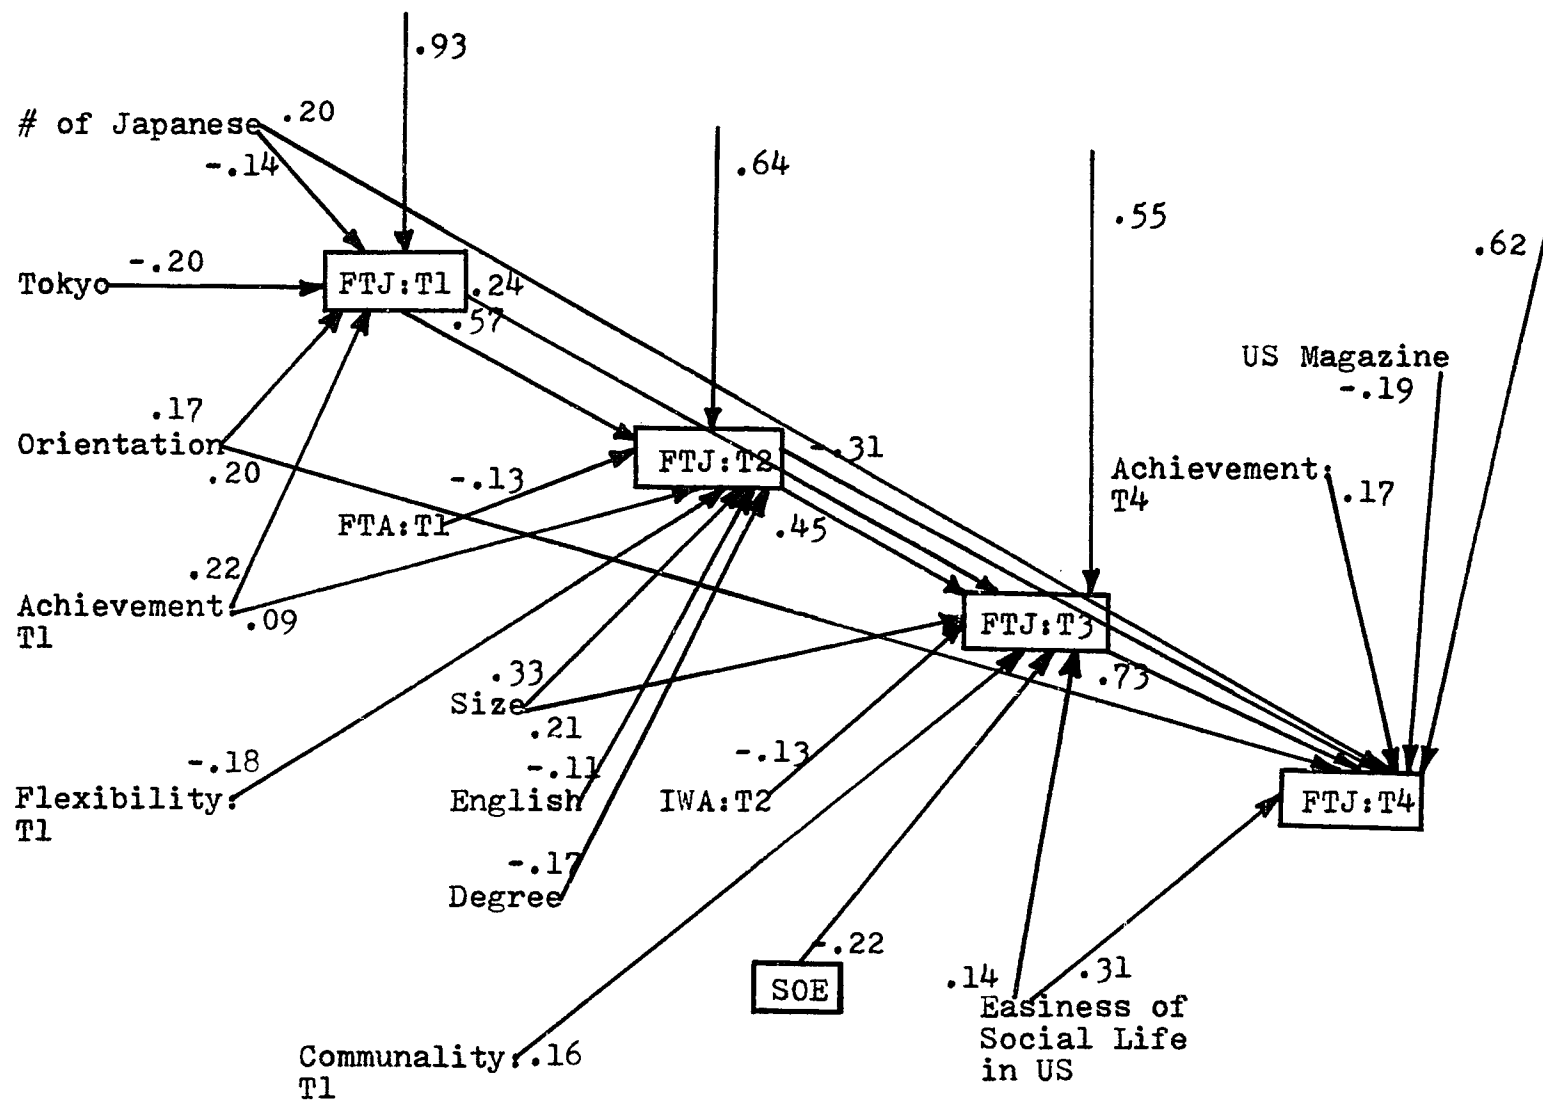 .93
# of Japanese .20
-.14
.64
.55
.62
Tokyo -.20
FTJ:T1 .24
.57
US Magazine
-.19
.17
Orientation
.20
-.31
FTJ:T2
Achievement:
T4
.17
-.13
FTA:T1
.45
.22
Achievement:
T1
.09
FTJ:T3
.73
.33
Size
.21
-.18
Flexibility:
T1
-.11
English
-.13
IWA:T2
FTJ:T4
-.17
Degree
-.22
SOE
.14
.31
Easiness of
Social Life
in US
Communality: .16
T1